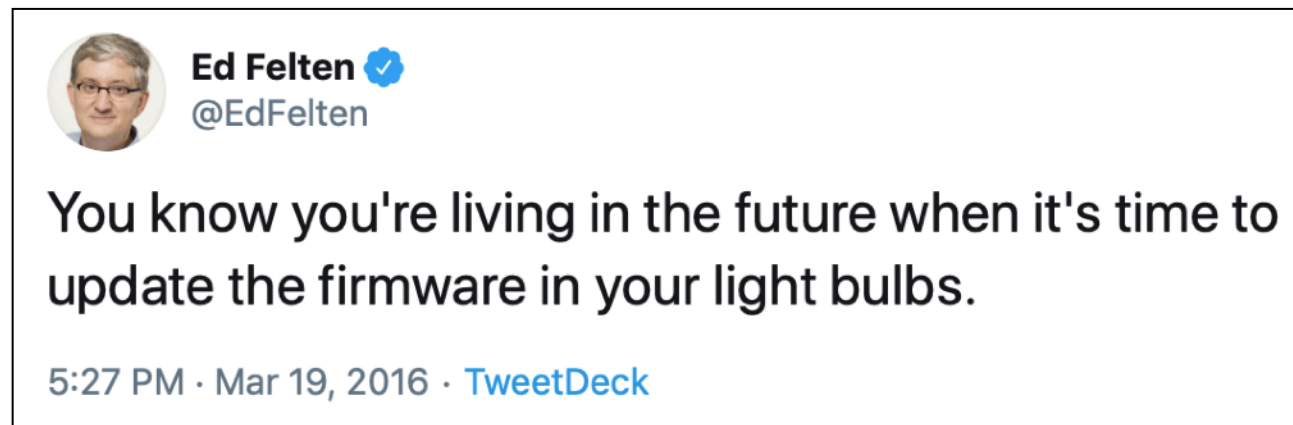 Ed Felten
@EdFelten
You know you're living in the future when it's time to
update the firmware in your light bulbs.
5:27 PM · Mar 19, 2016 · TweetDeck